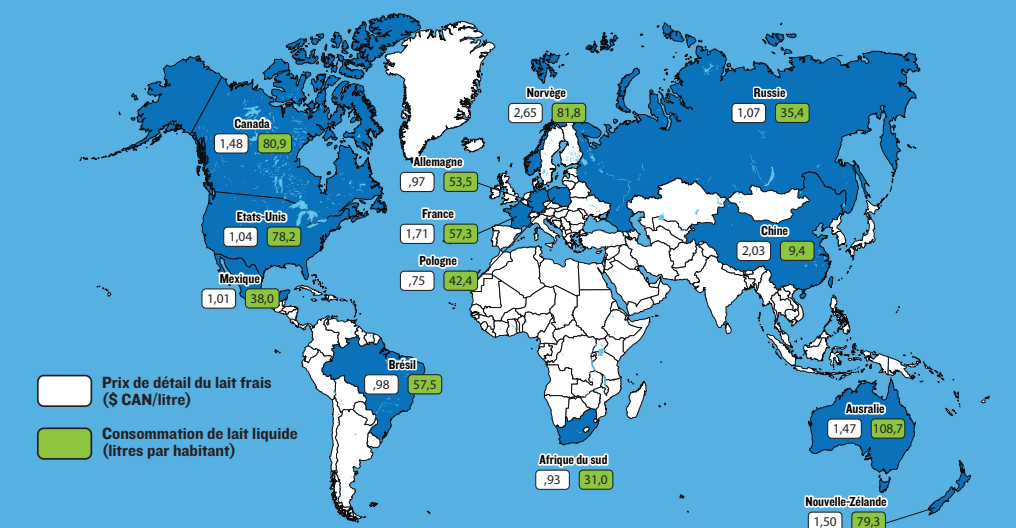 Norvège
2,65 81,8
Russie
1,07 35,4
Canada
1,48 80,9
Allemagne
,97 53,5
Etats-Unis
1,04 78,2
France
1,71 57,3
Chine
2,03 9,4
Pologne
,75 42,4
Mexique
1,01 38,0
Brésil
,98 57,5
Prix de détail du lait frais
($ CAN/litre)
Consommation de lait liquide
(litres par habitant)
Ausralie
1,47 108,7
Afrique du sud
,93 31,0
Nouvelle-Zélande
1,50 79,3